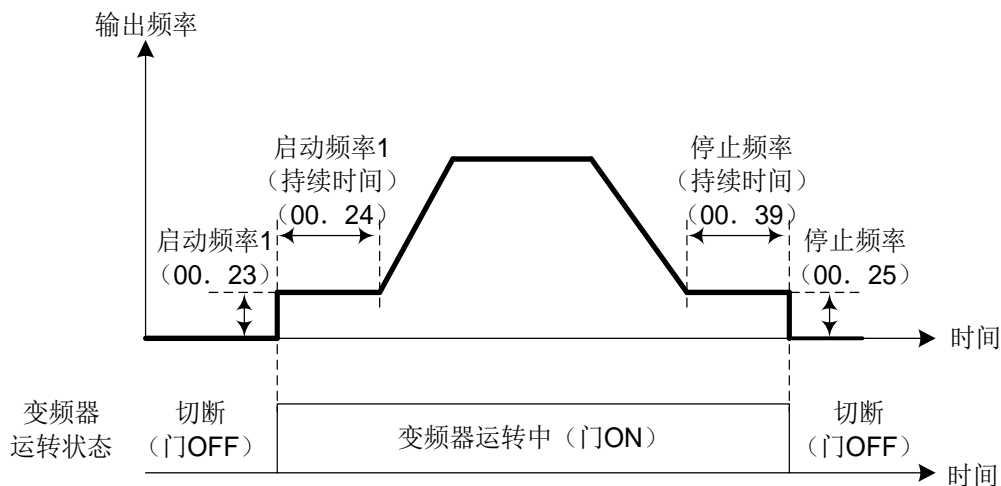 输出频率
启动频率1
（持续时间）
（00．24）
停止频率
（持续时间）
（00．39）
启动频率1
（00．23）
停止频率
（00．25）
时间
变频器
运转状态
切断
（门OFF）
变频器运转中（门ON）
切断
（门OFF）
时间